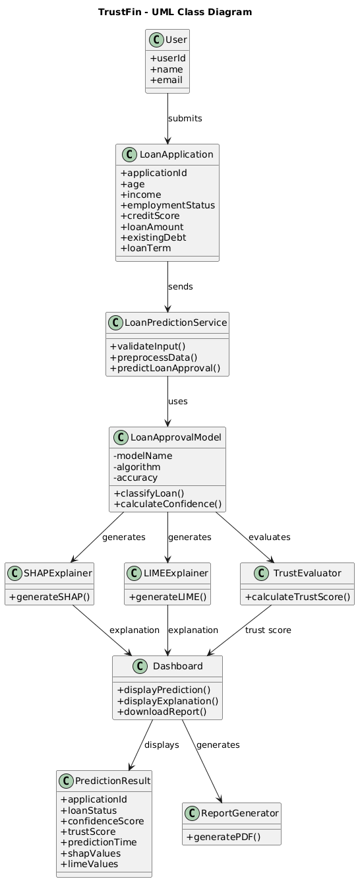 TrustFin - UML Class Diagram
C User
+userId
+name
+email
submits
C LoanApplication
+applicationId
+age
+income
+employmentStatus
+creditScore
+loanAmount
+existingDebt
+loanTerm
sends
C LoanPredictionService
+validateInput()
+preprocessData()
+predictLoanApproval()
uses
C LoanApprovalModel
-modelName
-algorithm
-accuracy
+classifyLoan()
+calculateConfidence()
generates generates evaluates
C SHAPExplainer C LIMEExplainer C TrustEvaluator
+generateSHAP() +generateLIME() +calculateTrustScore()
explanation explanation trust score
C Dashboard
+displayPrediction()
+displayExplanation()
+downloadReport()
displays generates
C PredictionResult
+applicationId
+loanStatus
+confidenceScore
+trustScore
+predictionTime
+shapValues
+limeValues
C ReportGenerator
+generatePDF()